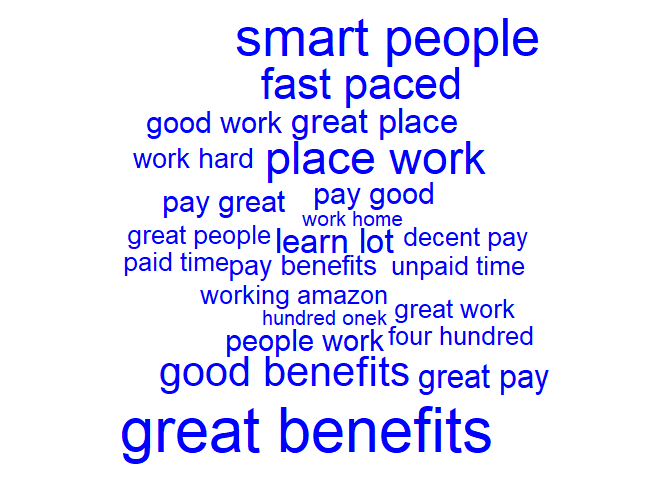 smart people
fast paced
good work great place
work hard place work
pay great pay good
work home
great people learn lot decent pay
paid time pay benefits unpaid time
working amazon
hundred onek great work
people work four hundred
good benefits great pay
great benefits